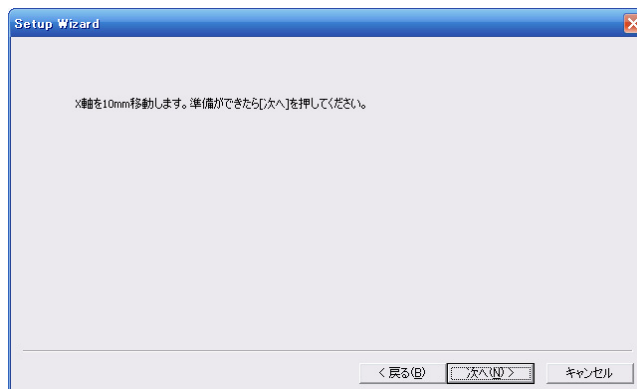 Setup Wizard
X軸を10mm移動します。準備ができたら[次へ]を押してください。
< 戻る(B)
次へ(N) >
キャンセル